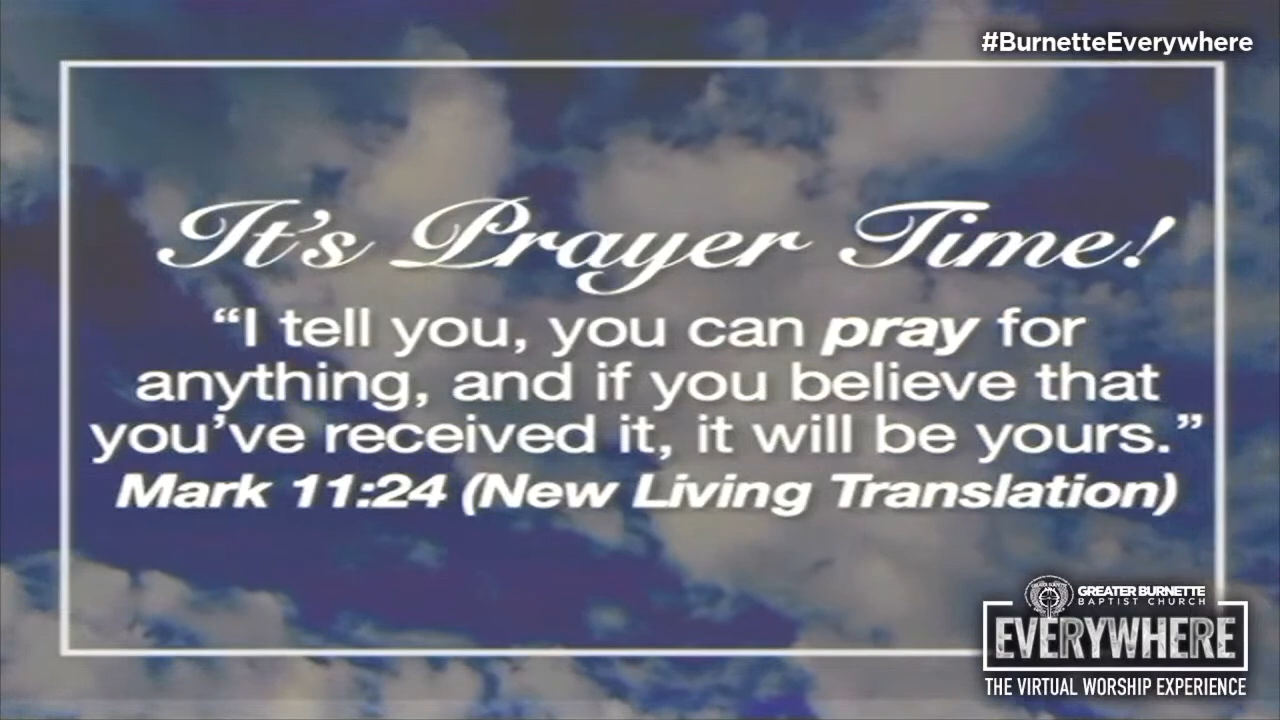 #BurnetteEverywhere
It's Prayer Time!
“I tell you, you can pray for
anything, and if you believe that
you’ve received it, it will be yours.”
Mark 11:24 (New Living Translation)
GREATER BURNETTE
BAPTIST CHURCH
EVERYWHERE
THE VIRTUAL WORSHIP EXPERIENCE